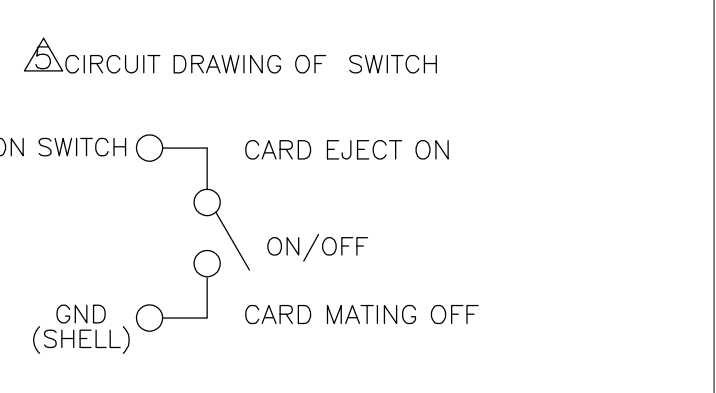 5 CIRCUIT DRAWING OF SWITCH
ON SWITCH
CARD EJECT ON
ON/OFF
GND
(SHELL)
CARD MATING OFF